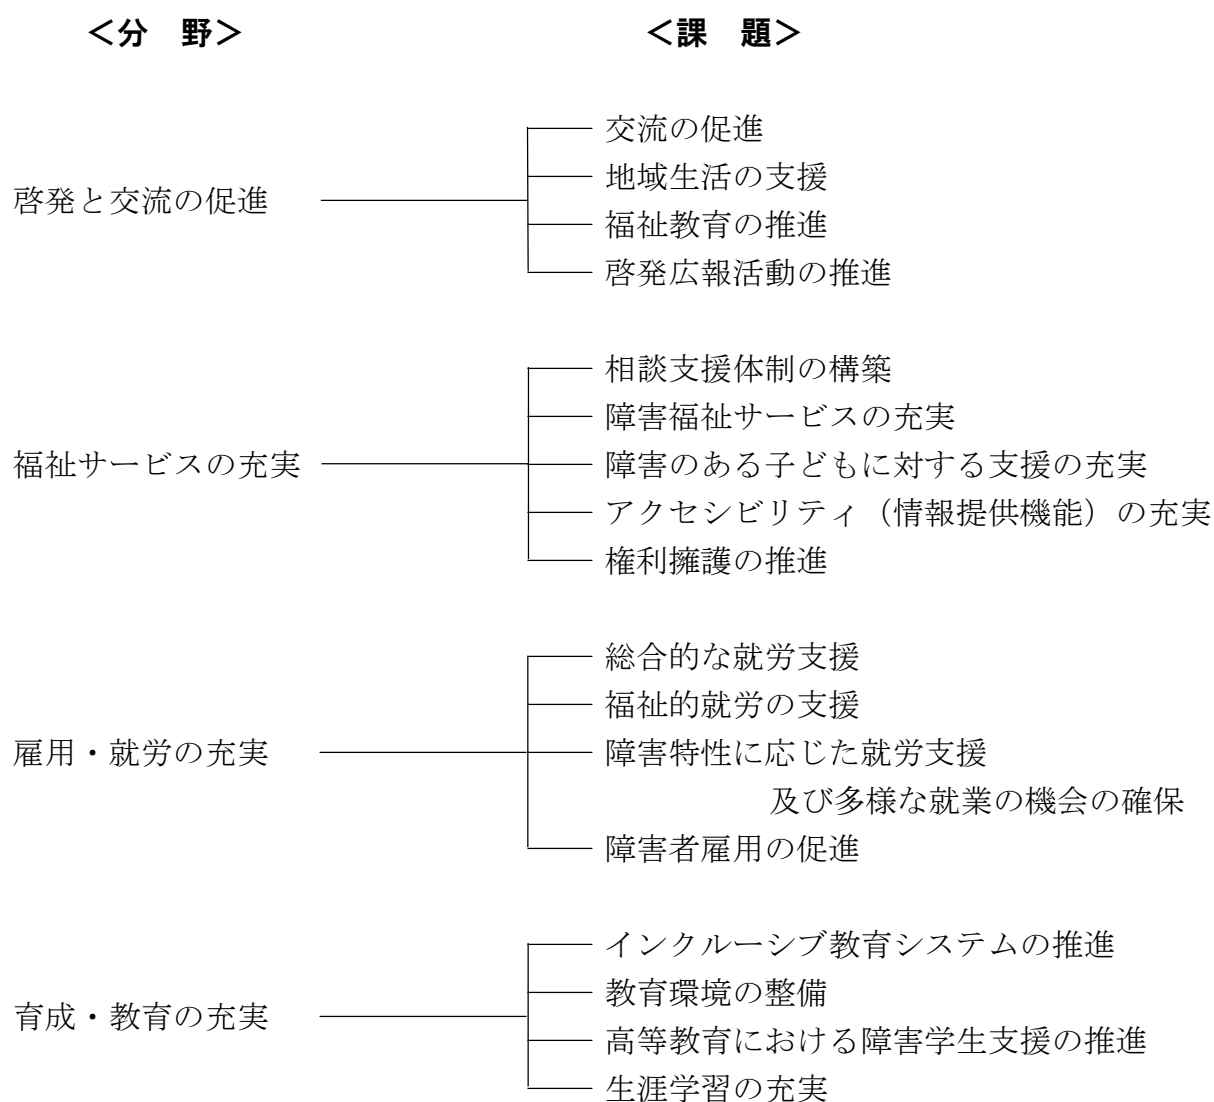 <分　野>　<課　題>
啓発と交流の促進
交流の促進
地域生活の支援
福祉教育の推進
啓発広報活動の推進
福祉サービスの充実
相談支援体制の構築
障害福祉サービスの充実
障害のある子どもに対する支援の充実
アクセシビリティ（情報提供機能）の充実
権利擁護の推進
雇用・就労の充実
総合的な就労支援
福祉的就労の支援
障害特性に応じた就労支援
及び多様な就業の機会の確保
障害者雇用の促進
育成・教育の充実
インクルーシブ教育システムの推進
教育環境の整備
高等教育における障害学生支援の推進
生涯学習の充実